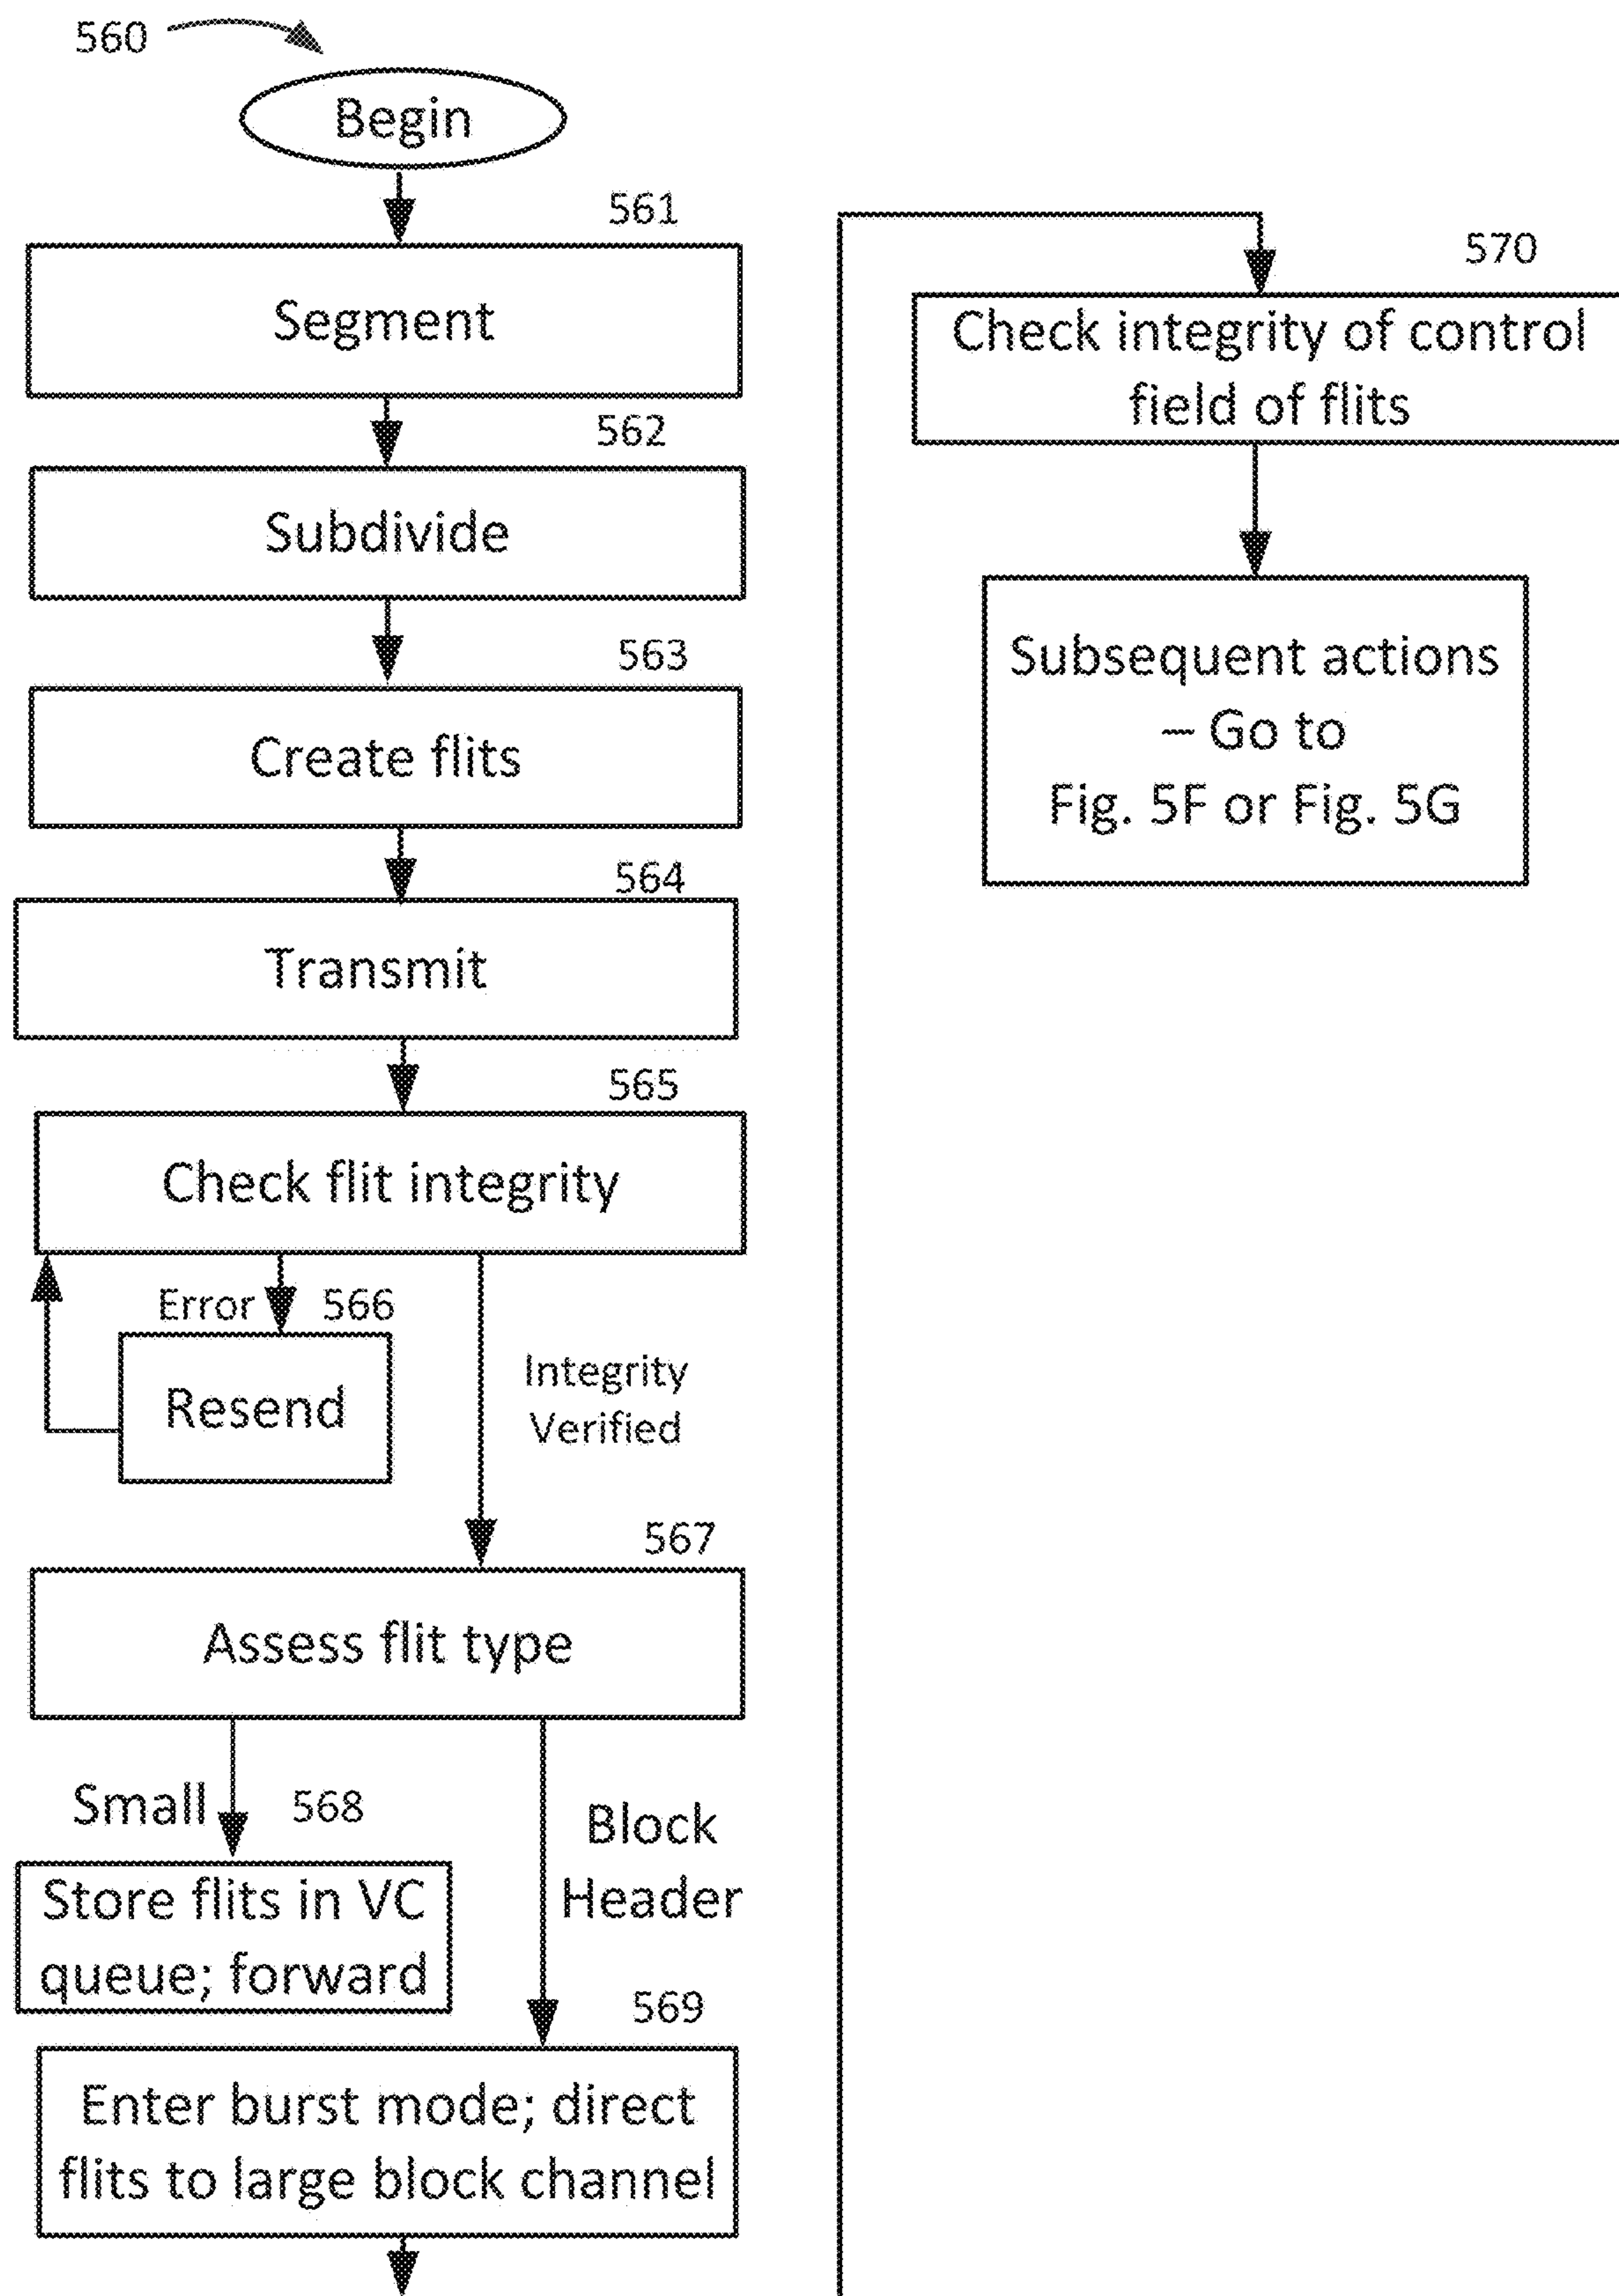 560
Begin
561
Segment
562
Subdivide
563
Create flits
564
Transmit
565
Check flit integrity
Error
566
Resend
Integrity
Verified
567
Assess flit type
Small
568
Block
Header
Store flits in VC
queue; forward
569
Enter burst mode; direct
flits to large block channel
570
Check integrity of control
field of flits
Subsequent actions
– Go to
Fig. 5F or Fig. 5G